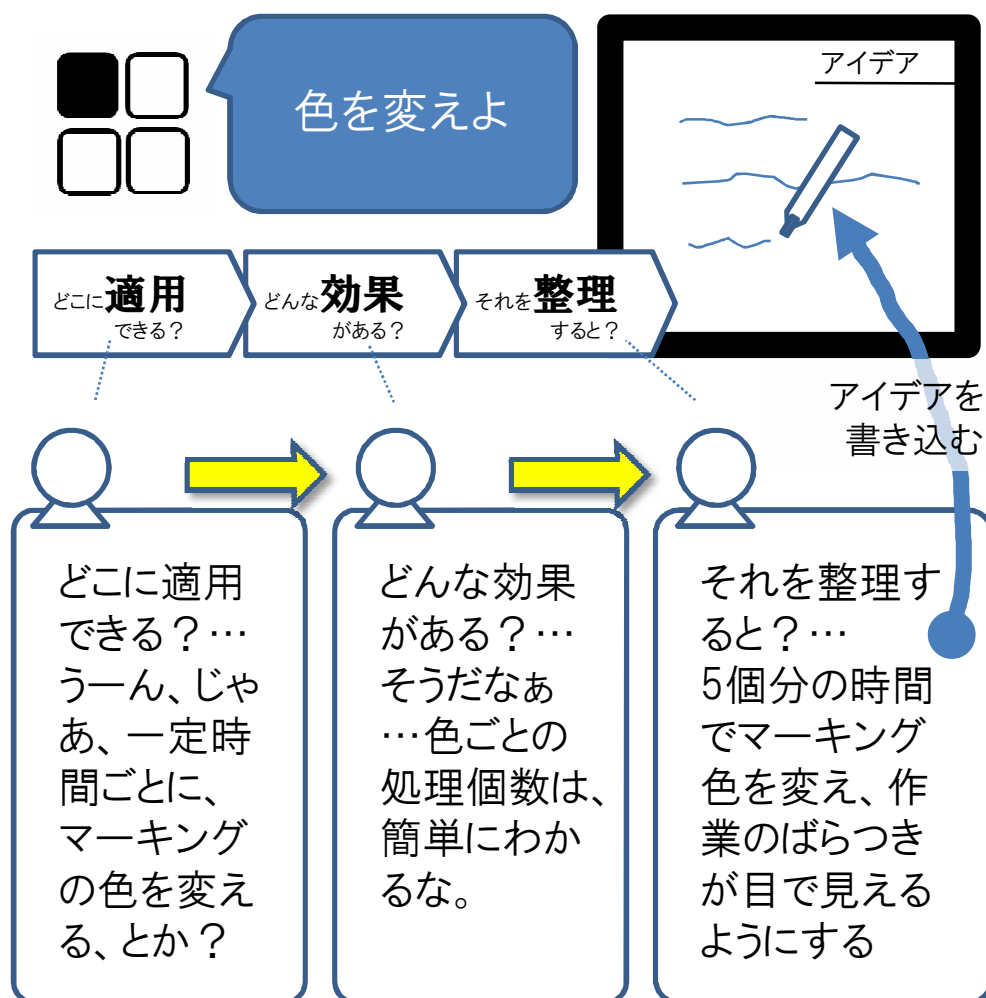 色を変えよ
アイデア
どこに適用
できる？
どんな効果
がある？
それを整理
すると？
アイデアを
書き込む
どこに適用
できる？…
うーん、じゃ
あ、一定時
間ごとに、
マーキング
の色を変え
る、とか？
どんな効果
がある？…
そうだなぁ
…色ごとの
処理個数は、
簡単にわか
るな。
それを整理す
ると？…
5個分の時間
でマーキング
色を変え、作
業のばらつき
が目で見える
ようにする